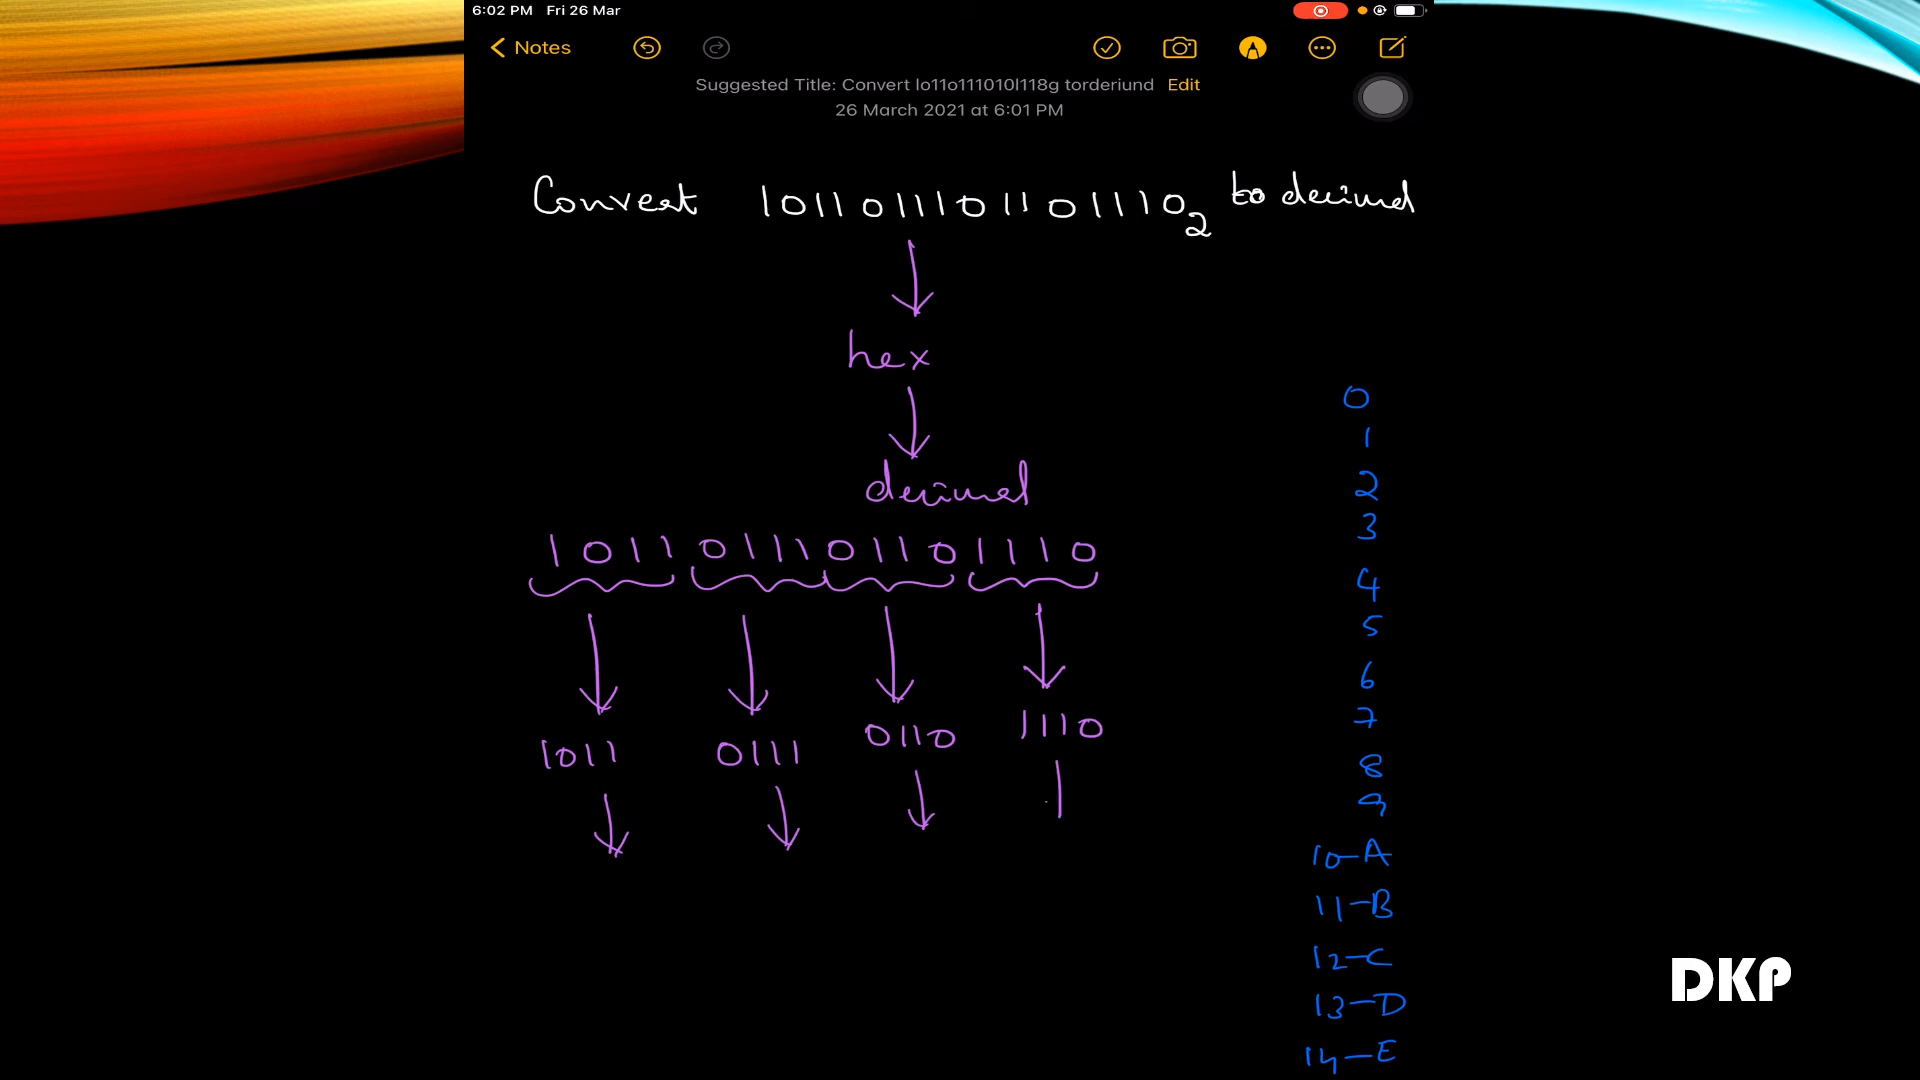 6:02 PM Fri 26 Mar
Notes
Suggested Title: Convert lo11o111010l118g torderiund Edit
26 March 2021 at 6:01 PM
Convert 1011011101101110₂ to decimal
hex
decimal
1011011101101110
1011 0111 0110 1110
0
1
2
3
4
5
6
7
8
9
10-A
11-B
12-C
13-D
14-E
DKP